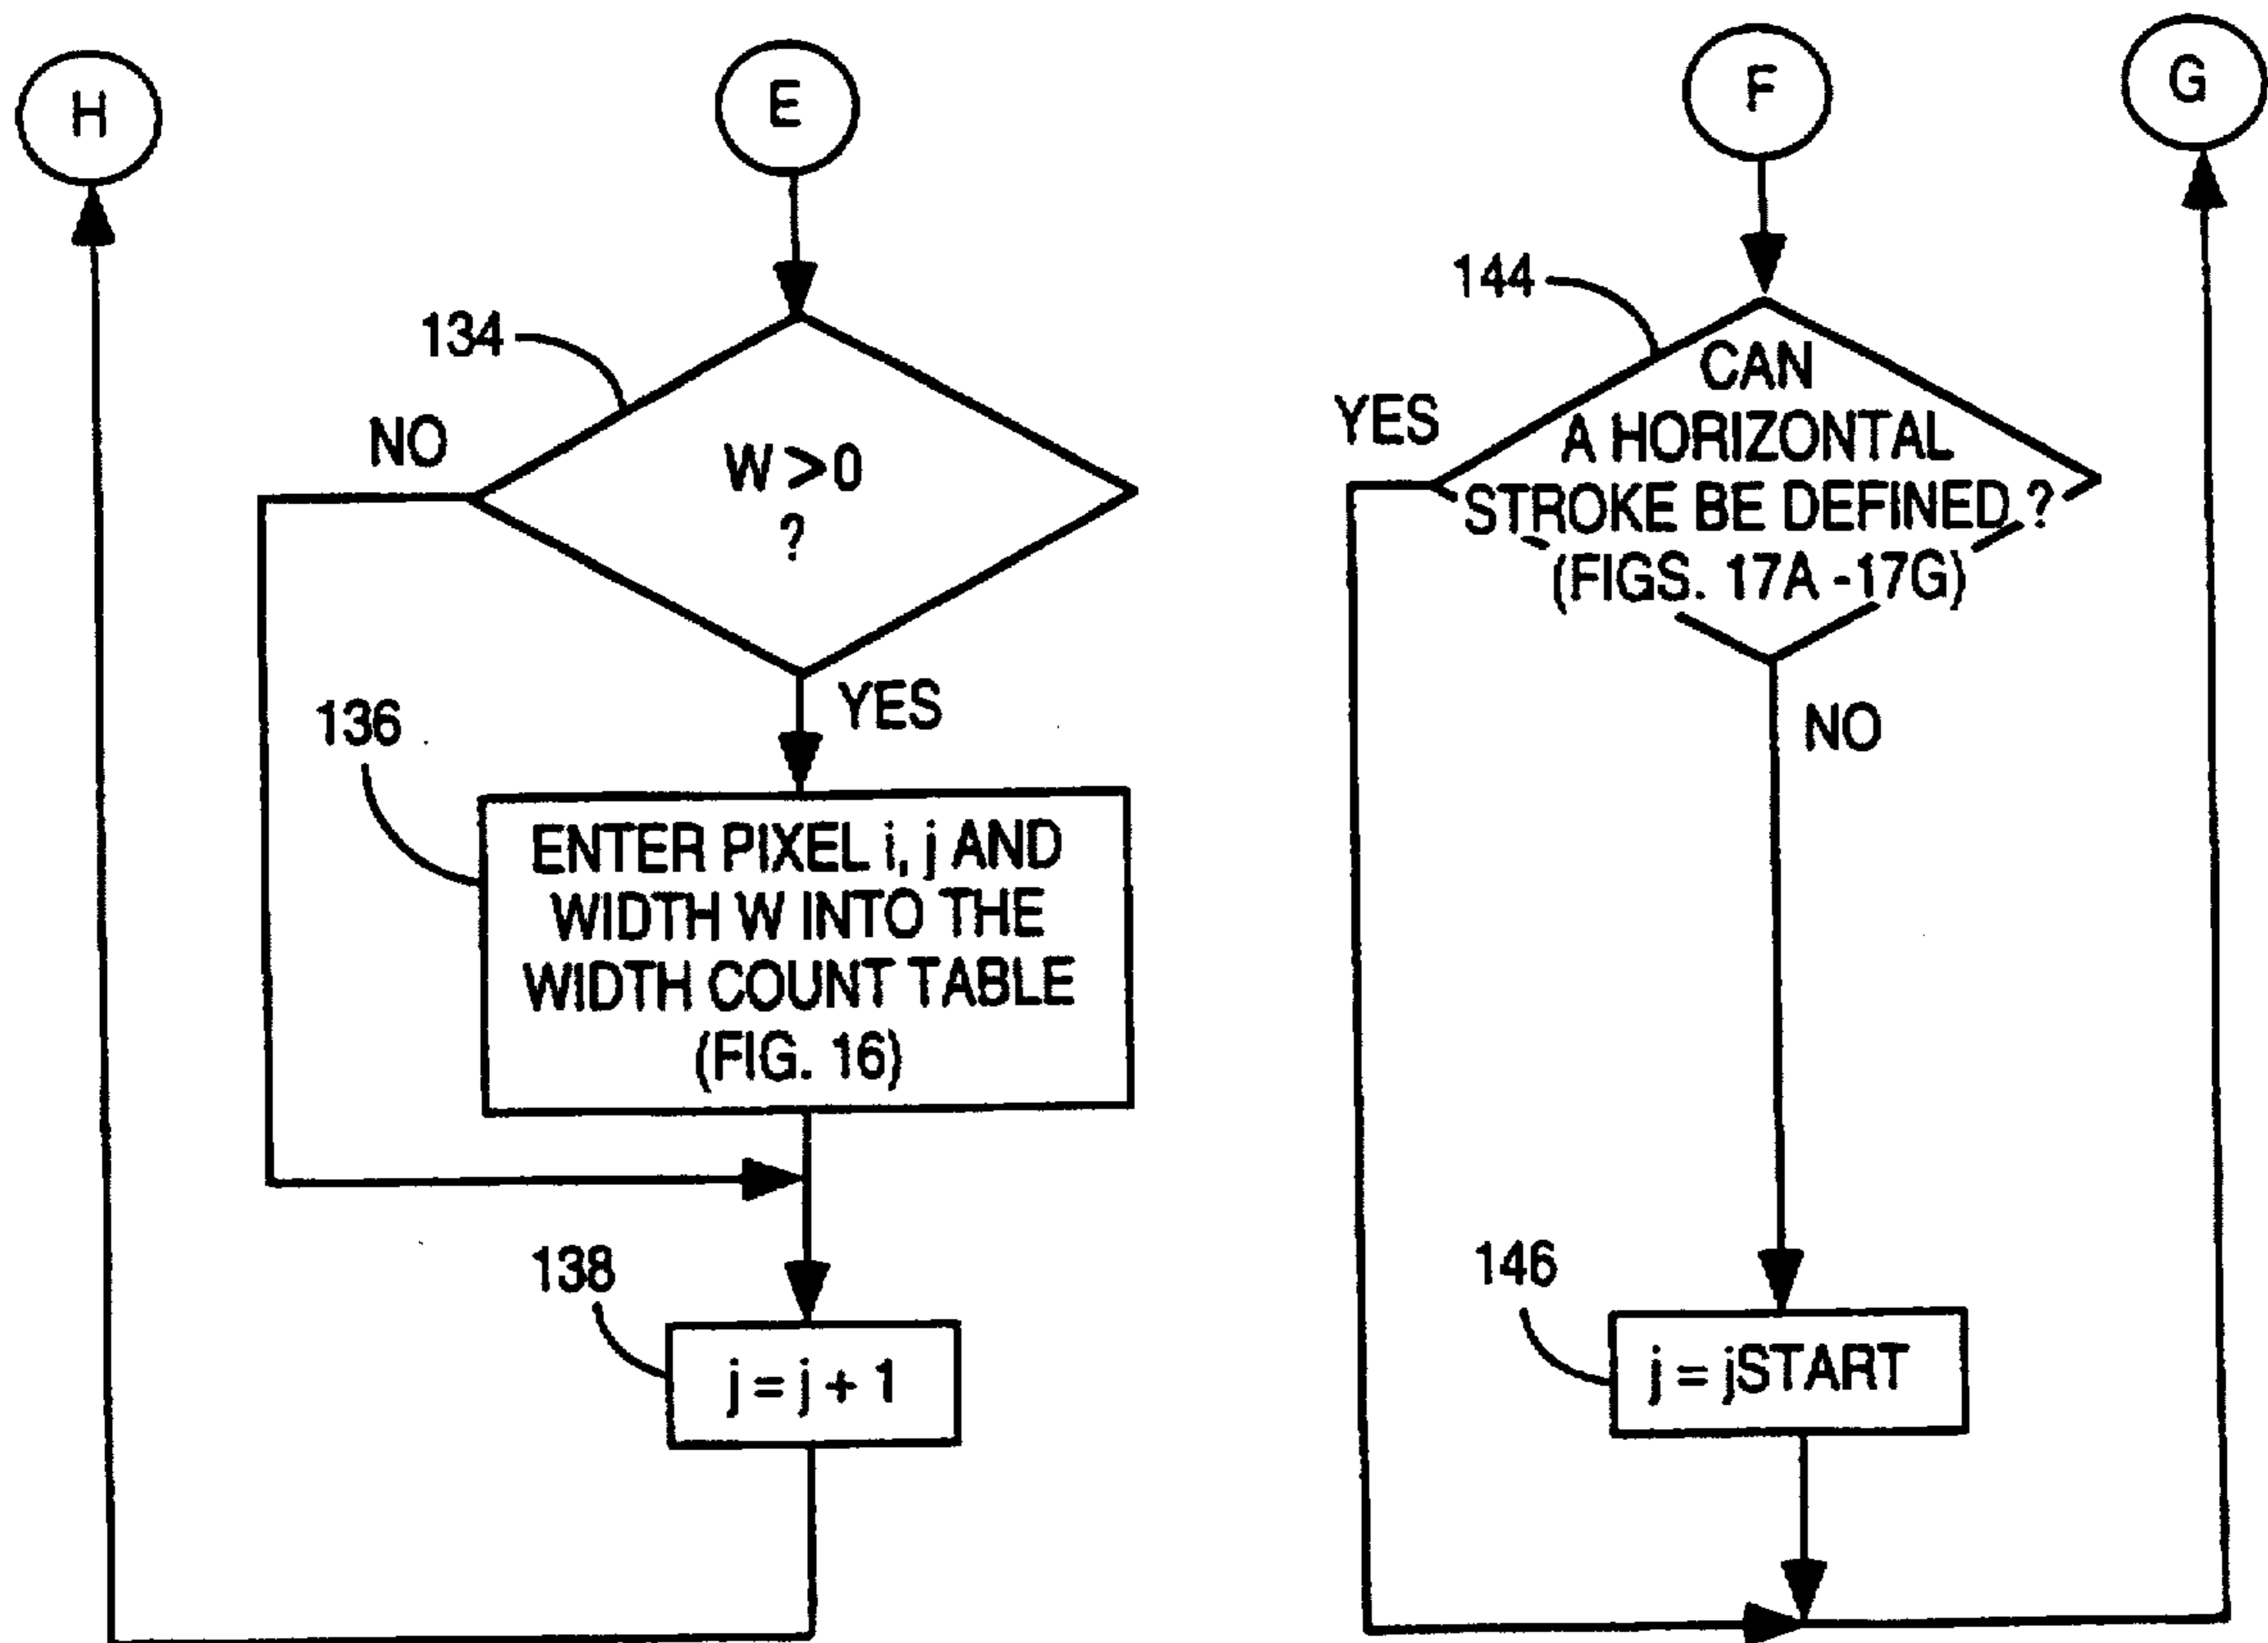 H
E
F
G
134
NO
W > 0
?
YES
136
ENTER PIXEL i, j AND
WIDTH W INTO THE
WIDTH COUNT TABLE
(FIG. 16)
138
j = j + 1
144
YES
CAN
A HORIZONTAL
STROKE BE DEFINED ?
(FIGS. 17A -17G)
NO
146
j = jSTART